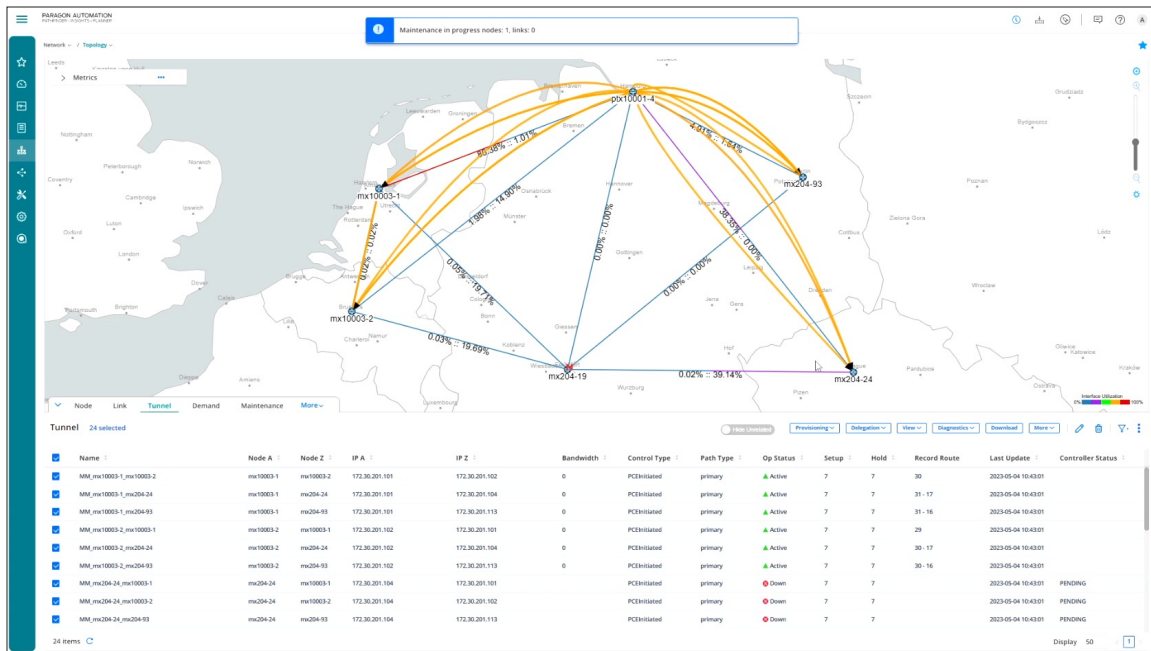 PARAGON AUTOMATION
PATHFINDER · INSIGHTS · PLANNER
Maintenance in progress nodes: 1, links: 0
Network / Topology
Metrics •••
Leeds
Groningen
Leeuwarden
Bremen
Szczecin
Grudziadz
Bydgoszcz
Nottingham
Norwich
Peterborough
Coventry
Cambridge
Ipswich
Luton
Oxford
London
The Hague
Utrecht
Rotterdam
Osnabrück
Hannover
Münster
Magdeburg
Poznan
Zielona Gora
Cottbus
Lódz
Gottingen
Leipzig
Dresden
Wroclaw
Dover
Calais
Brugge
Portsmouth
Brighton
Lille
Charleroi
Namur
Bonn
Koblenz
Giessen
Jena
Gera
Hof
Dieppe
Amiens
Luxembourg
Wurzburg
Pizen
Pardubice
Gliwice
Katowice
Kraków
Ostrava
ptx10001-4
mx204-93
mx10003-1
mx10003-2
mx204-19
mx204-24
4.01% :: 1.54%
1.98% :: 14.90%
38.35% :: 0.00%
0.00% :: 0.00%
0.00% :: 0.00%
0.02% :: 0.02%
0.05% :: 19.71%
0.03% :: 19.69%
0.02% :: 39.14%
Interface Utilization
0% 100%
Node Link Tunnel Demand Maintenance More
Tunnel 24 selected
Hide Unrelated Provisioning Delegation View Diagnostics Download More
Name Node A Node Z IP A IP Z Bandwidth Control Type Path Type Op Status Setup Hold Record Route Last Update Controller Status
MM_mx10003-1_mx10003-2 mx10003-1 mx10003-2 172.30.201.101 172.30.201.102 0 PCEInitiated primary Active 7 7 30 2023-05-04 10:43:01
MM_mx10003-1_mx204-24 mx10003-1 mx204-24 172.30.201.101 172.30.201.104 0 PCEInitiated primary Active 7 7 31 - 17 2023-05-04 10:43:01
MM_mx10003-1_mx204-93 mx10003-1 mx204-93 172.30.201.101 172.30.201.113 0 PCEInitiated primary Active 7 7 31 - 16 2023-05-04 10:43:01
MM_mx10003-2_mx10003-1 mx10003-2 mx10003-1 172.30.201.102 172.30.201.101 0 PCEInitiated primary Active 7 7 29 2023-05-04 10:43:01
MM_mx10003-2_mx204-24 mx10003-2 mx204-24 172.30.201.102 172.30.201.104 0 PCEInitiated primary Active 7 7 30 - 17 2023-05-04 10:43:01
MM_mx10003-2_mx204-93 mx10003-2 mx204-93 172.30.201.102 172.30.201.113 0 PCEInitiated primary Active 7 7 30 - 16 2023-05-04 10:43:01
MM_mx204-24_mx10003-1 mx204-24 mx10003-1 172.30.201.104 172.30.201.101 PCEInitiated primary Down 7 7 2023-05-04 10:43:01 PENDING
MM_mx204-24_mx10003-2 mx204-24 mx10003-2 172.30.201.104 172.30.201.102 PCEInitiated primary Down 7 7 2023-05-04 10:43:01 PENDING
MM_mx204-24_mx204-93 mx204-24 mx204-93 172.30.201.104 172.30.201.113 PCEInitiated primary Down 7 7 2023-05-04 10:43:01 PENDING
24 items
Display 50 1